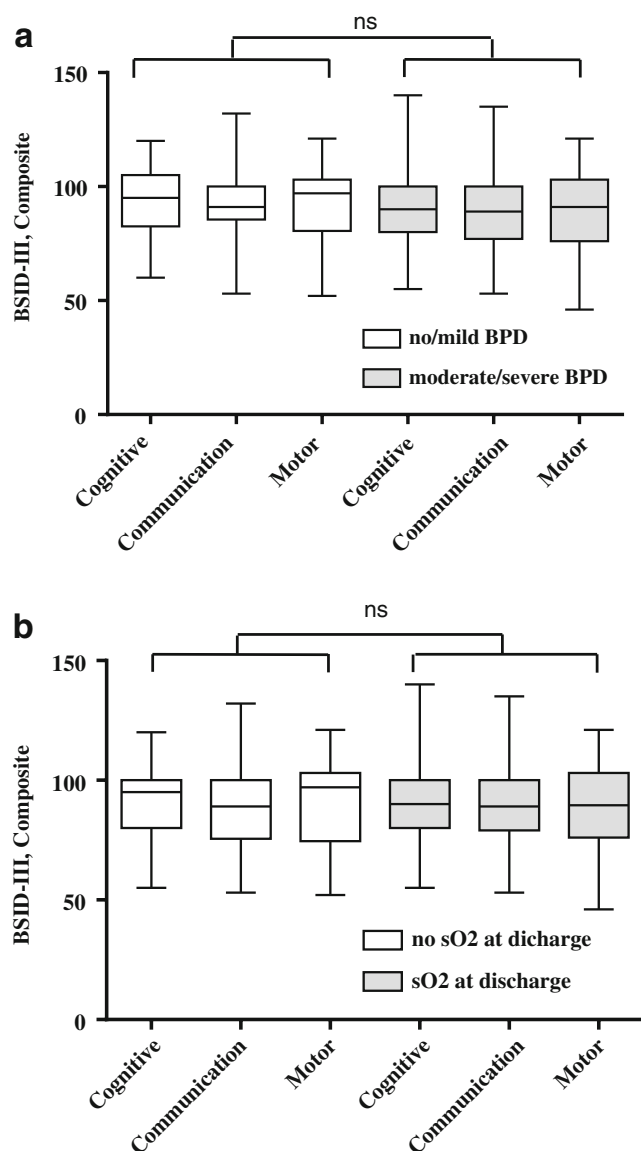 a
ns
150
100
50
0
BSID-III, Composite
no/mild BPD
moderate/severe BPD
Cognitive
Communication
Motor
Cognitive
Communication
Motor
b
ns
150
100
50
0
BSID-III, Composite
no sO2 at dicharge
sO2 at discharge
Cognitive
Communication
Motor
Cognitive
Communication
Motor